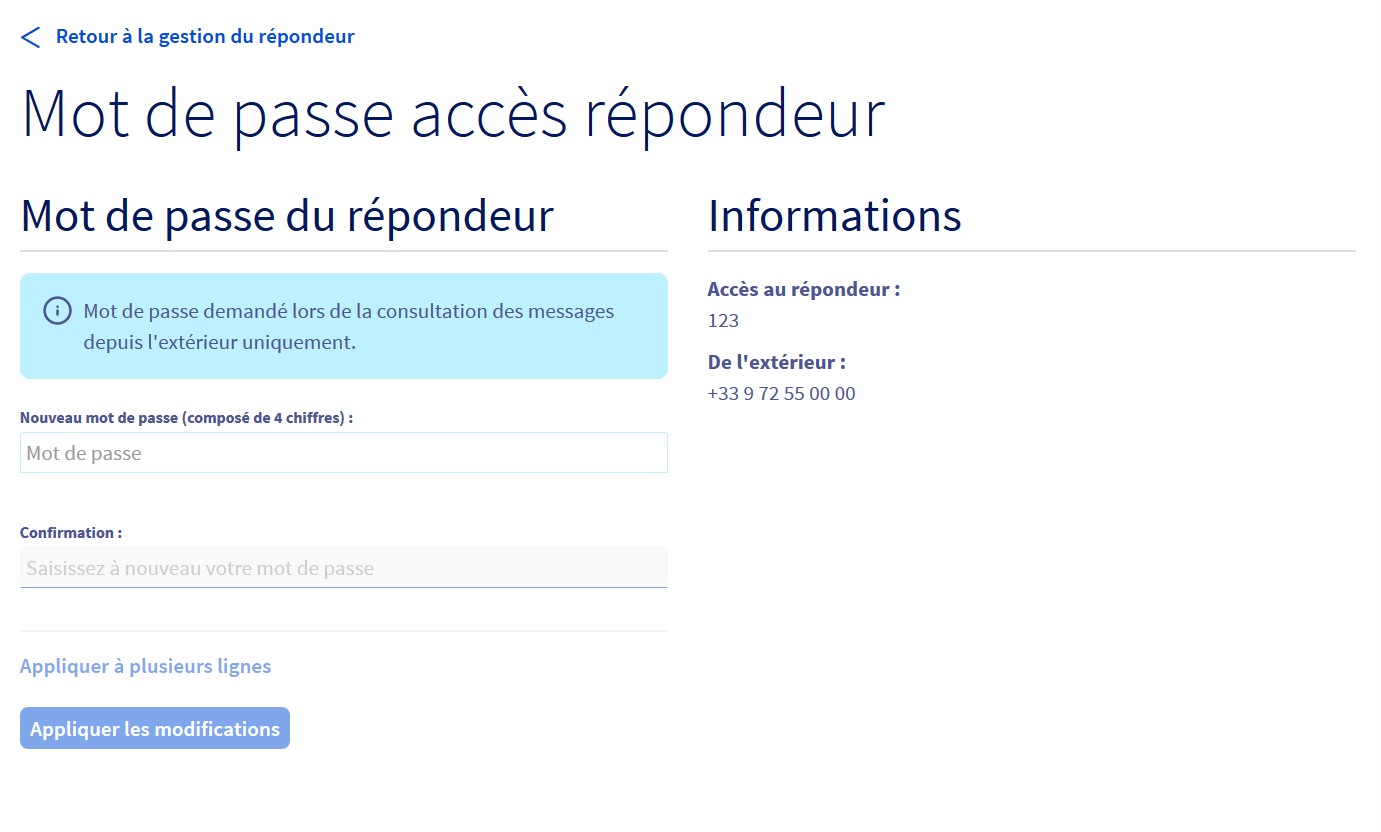 Retour à la gestion du répondeur
Mot de passe accès répondeur
Mot de passe du répondeur
Mot de passe demandé lors de la consultation des messages
depuis l'extérieur uniquement.
Nouveau mot de passe (composé de 4 chiffres) :
Mot de passe
Confirmation :
Saisissez à nouveau votre mot de passe
Appliquer à plusieurs lignes
Appliquer les modifications
Informations
Accès au répondeur :
123
De l'extérieur :
+33 9 72 55 00 00